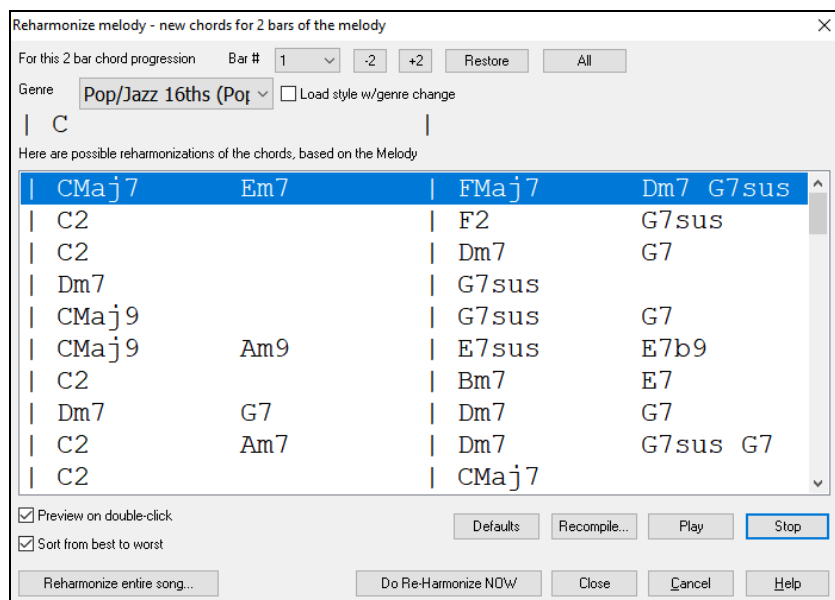 Reharmonize melody - new chords for 2 bars of the melody
For this 2 bar chord progression Bar # 1 -2 +2 Restore All
Genre Pop/Jazz 16ths (Pop Load style w/genre change
| C |
Here are possible reharmonizations of the chords, based on the Melody
| CMaj7 Em7 | FMaj7 Dm7 G7sus
| C2 | F2 G7sus
| C2 | Dm7 G7
| Dm7 | G7sus
| CMaj9 | G7sus G7
| CMaj9 Am9 | E7sus E7b9
| C2 | Bm7 E7
| Dm7 G7 | Dm7 G7
| C2 Am7 | Dm7 G7sus G7
| C2 | CMaj7
Preview on double-click
Defaults Recompile... Play Stop
Sort from best to worst
Reharmonize entire song... Do Re-Harmonize NOW Close Cancel Help